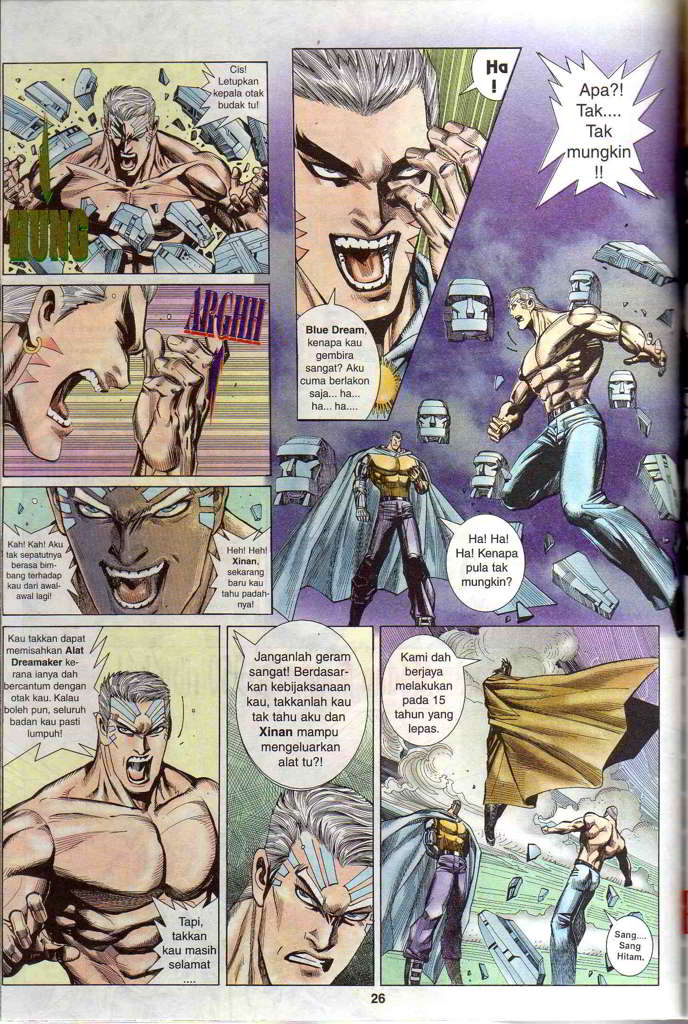 Cis!
Letupkan
kepala otak
budak tu!
HUNG
ARGHH
Kah! Kah! Aku
tak sepatutnya
berasa bim-
bang terhadap
kau dari awal-
awal lagi!
Heh! Heh!
Xinan,
sekarang
baru kau
tahu padah-
nya!
Ha
!
Blue Dream,
kenapa kau
gembira
sangat? Aku
cuma berlakon
saja... ha...
ha... ha....
Apa?!
Tak....
Tak
mungkin
!!
Ha! Ha!
Ha! Kenapa
pula tak
mungkin?
Kau takkan dapat
memisahkan Alat
Dreamaker ke-
rana ianya dah
bercantum dengan
otak kau. Kalau
boleh pun, seluruh
badan kau pasti
lumpuh!
Tapi,
takkan
kau masih
selamat
....
Janganlah geram
sangat! Berdasar-
kan kebijaksanaan
kau, takkanlah kau
tak tahu aku dan
Xinan mampu
mengeluarkan
alat tu?!
Kami dah
berjaya
melakukan
pada 15
tahun yang
lepas.
Sang....
Sang
Hitam.
26